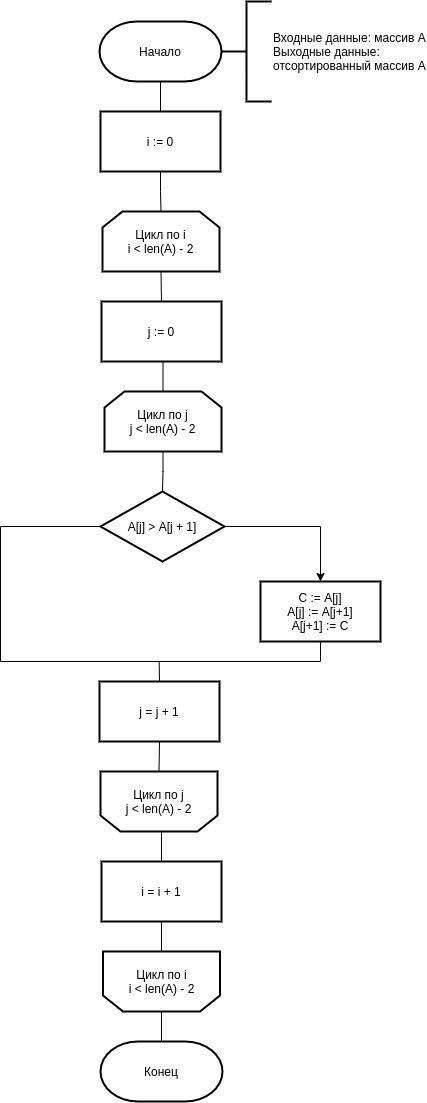 Начало
Входные данные: массив А
Выходные данные:
отсортированный массив А
i := 0
Цикл по i
i < len(A) - 2
j := 0
Цикл по j
j < len(A) - 2
A[j] > A[j + 1]
C := A[j]
A[j] := A[j+1]
A[j+1] := C
j = j + 1
Цикл по j
j < len(A) - 2
i = i + 1
Цикл по i
i < len(A) - 2
Конец